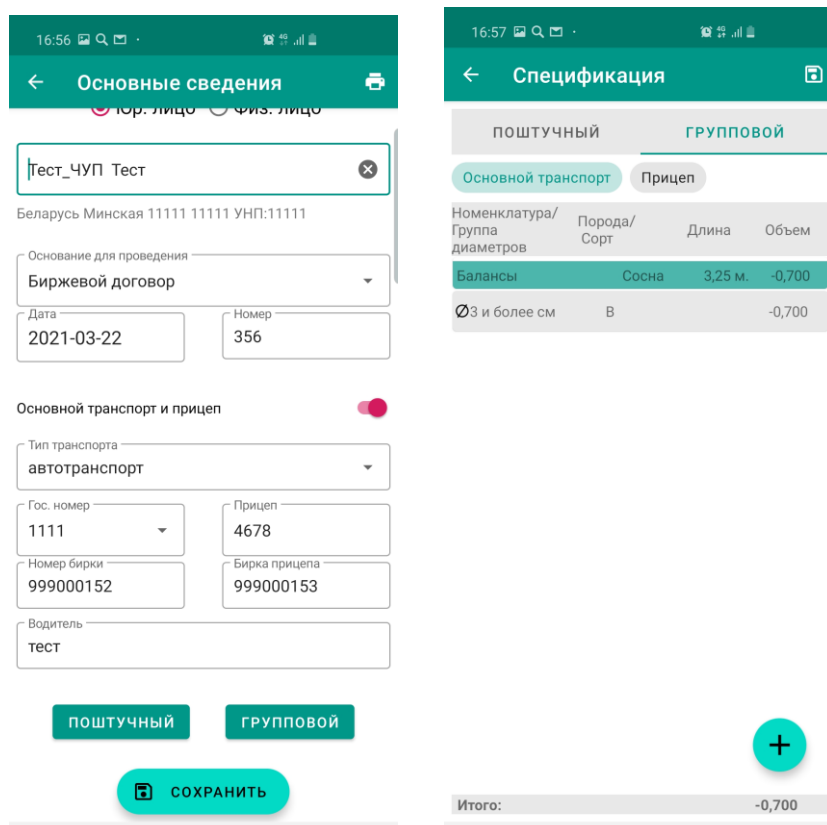 16:56
4G
Основные сведения
Юр. лицо Физ. лицо
Тест_ЧУП Тест
Беларусь Минская 11111 11111 УНП:11111
Основание для проведения
Биржевой договор
Дата Номер
2021-03-22 356
Основной транспорт и прицеп
Тип транспорта
автотранспорт
Гос. номер Прицеп
1111 4678
Номер бирки Бирка прицепа
999000152 999000153
Водитель
тест
ПОШТУЧНЫЙ ГРУППОВОЙ
СОХРАНИТЬ
16:57
4G
Спецификация
ПОШТУЧНЫЙ ГРУППОВОЙ
Основной транспорт Прицеп
Номенклатура/
Группа
диаметров
Порода/
Сорт
Длина Объем
Балансы Сосна 3,25 м. -0,700
Ø3 и более см В -0,700
+
Итого: -0,700